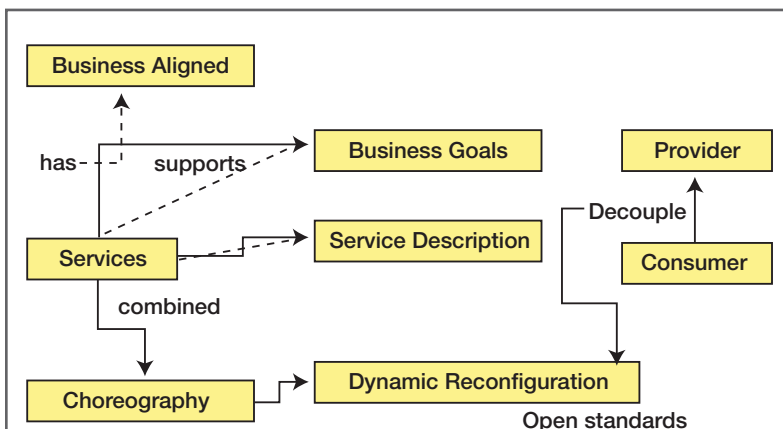 Business Aligned
has
supports
Business Goals
Provider
Decouple
Services
Service Description
Consumer
combined
Choreography
Dynamic Reconfiguration
Open standards